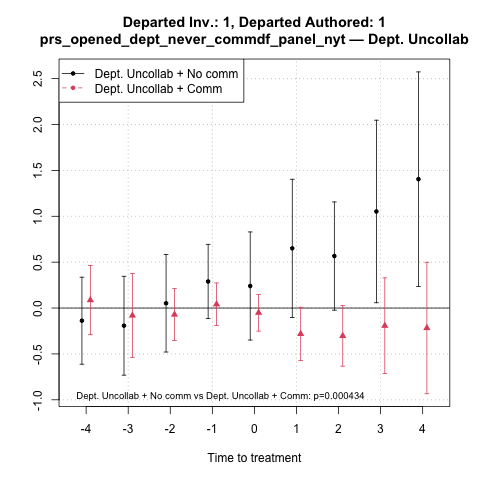 Departed Inv.: 1, Departed Authored: 1
prs_opened_dept_never_commdf_panel_nyt — Dept. Uncollab
Dept. Uncollab + No comm
Dept. Uncollab + Comm
2.5
2.0
1.5
1.0
0.5
0.0
-0.5
-1.0
Dept. Uncollab + No comm vs Dept. Uncollab + Comm: p=0.000434
-4 -3 -2 -1 0 1 2 3 4
Time to treatment